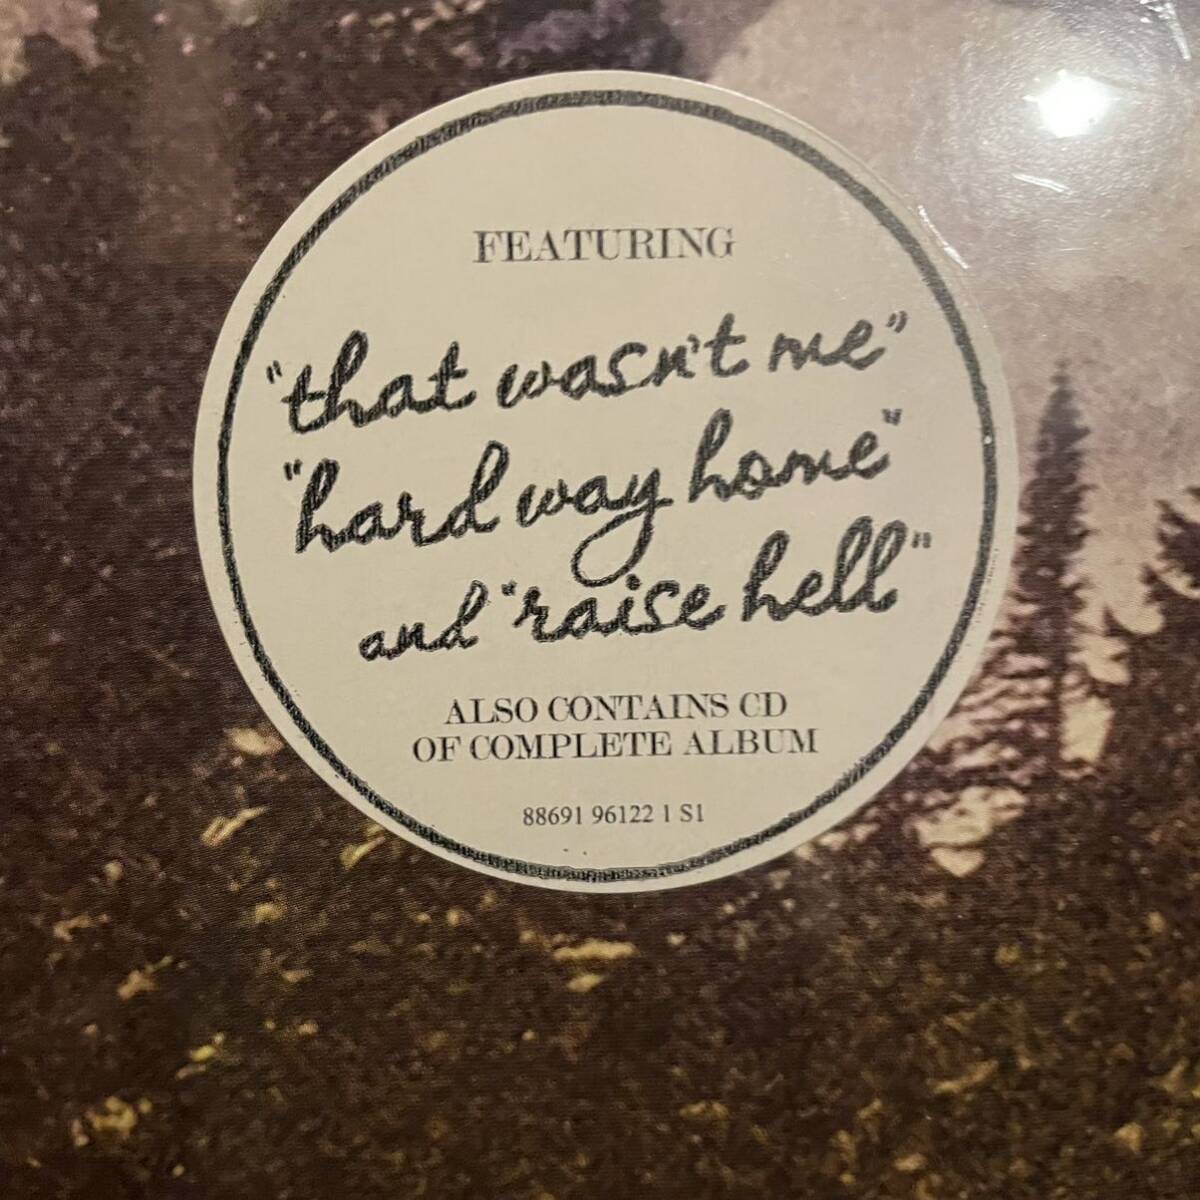 FEATURING
"that wasn't me"
"hard way home"
and "raise hell"
ALSO CONTAINS CD
OF COMPLETE ALBUM
88691 96122 1 S1